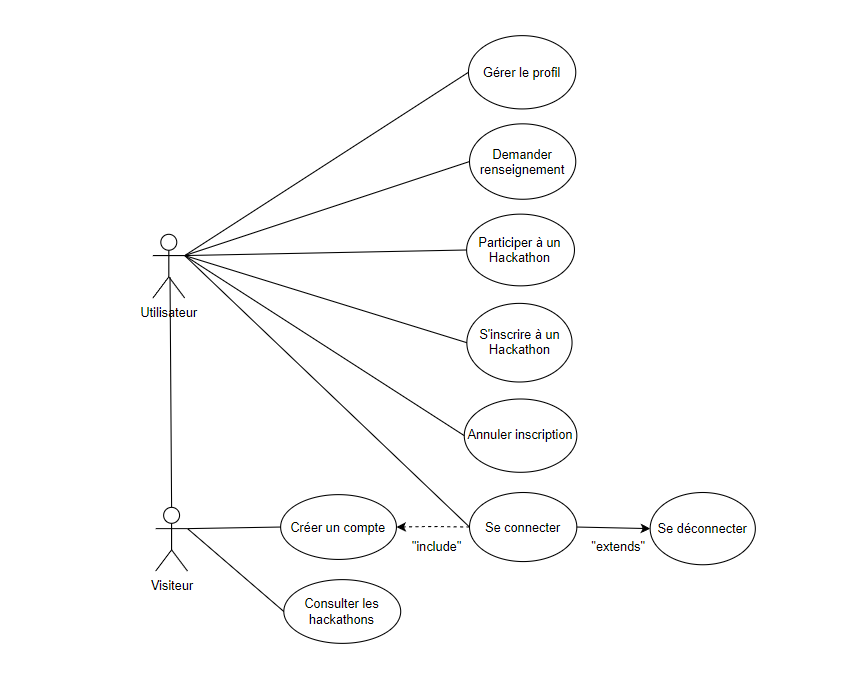 Gérer le profil
Demander
renseignement
Participer à un
Hackathon
Utilisateur
S'inscrire à un
Hackathon
Annuler inscription
Créer un compte
"include"
Se connecter
"extends"
Se déconnecter
Visiteur
Consulter les
hackathons